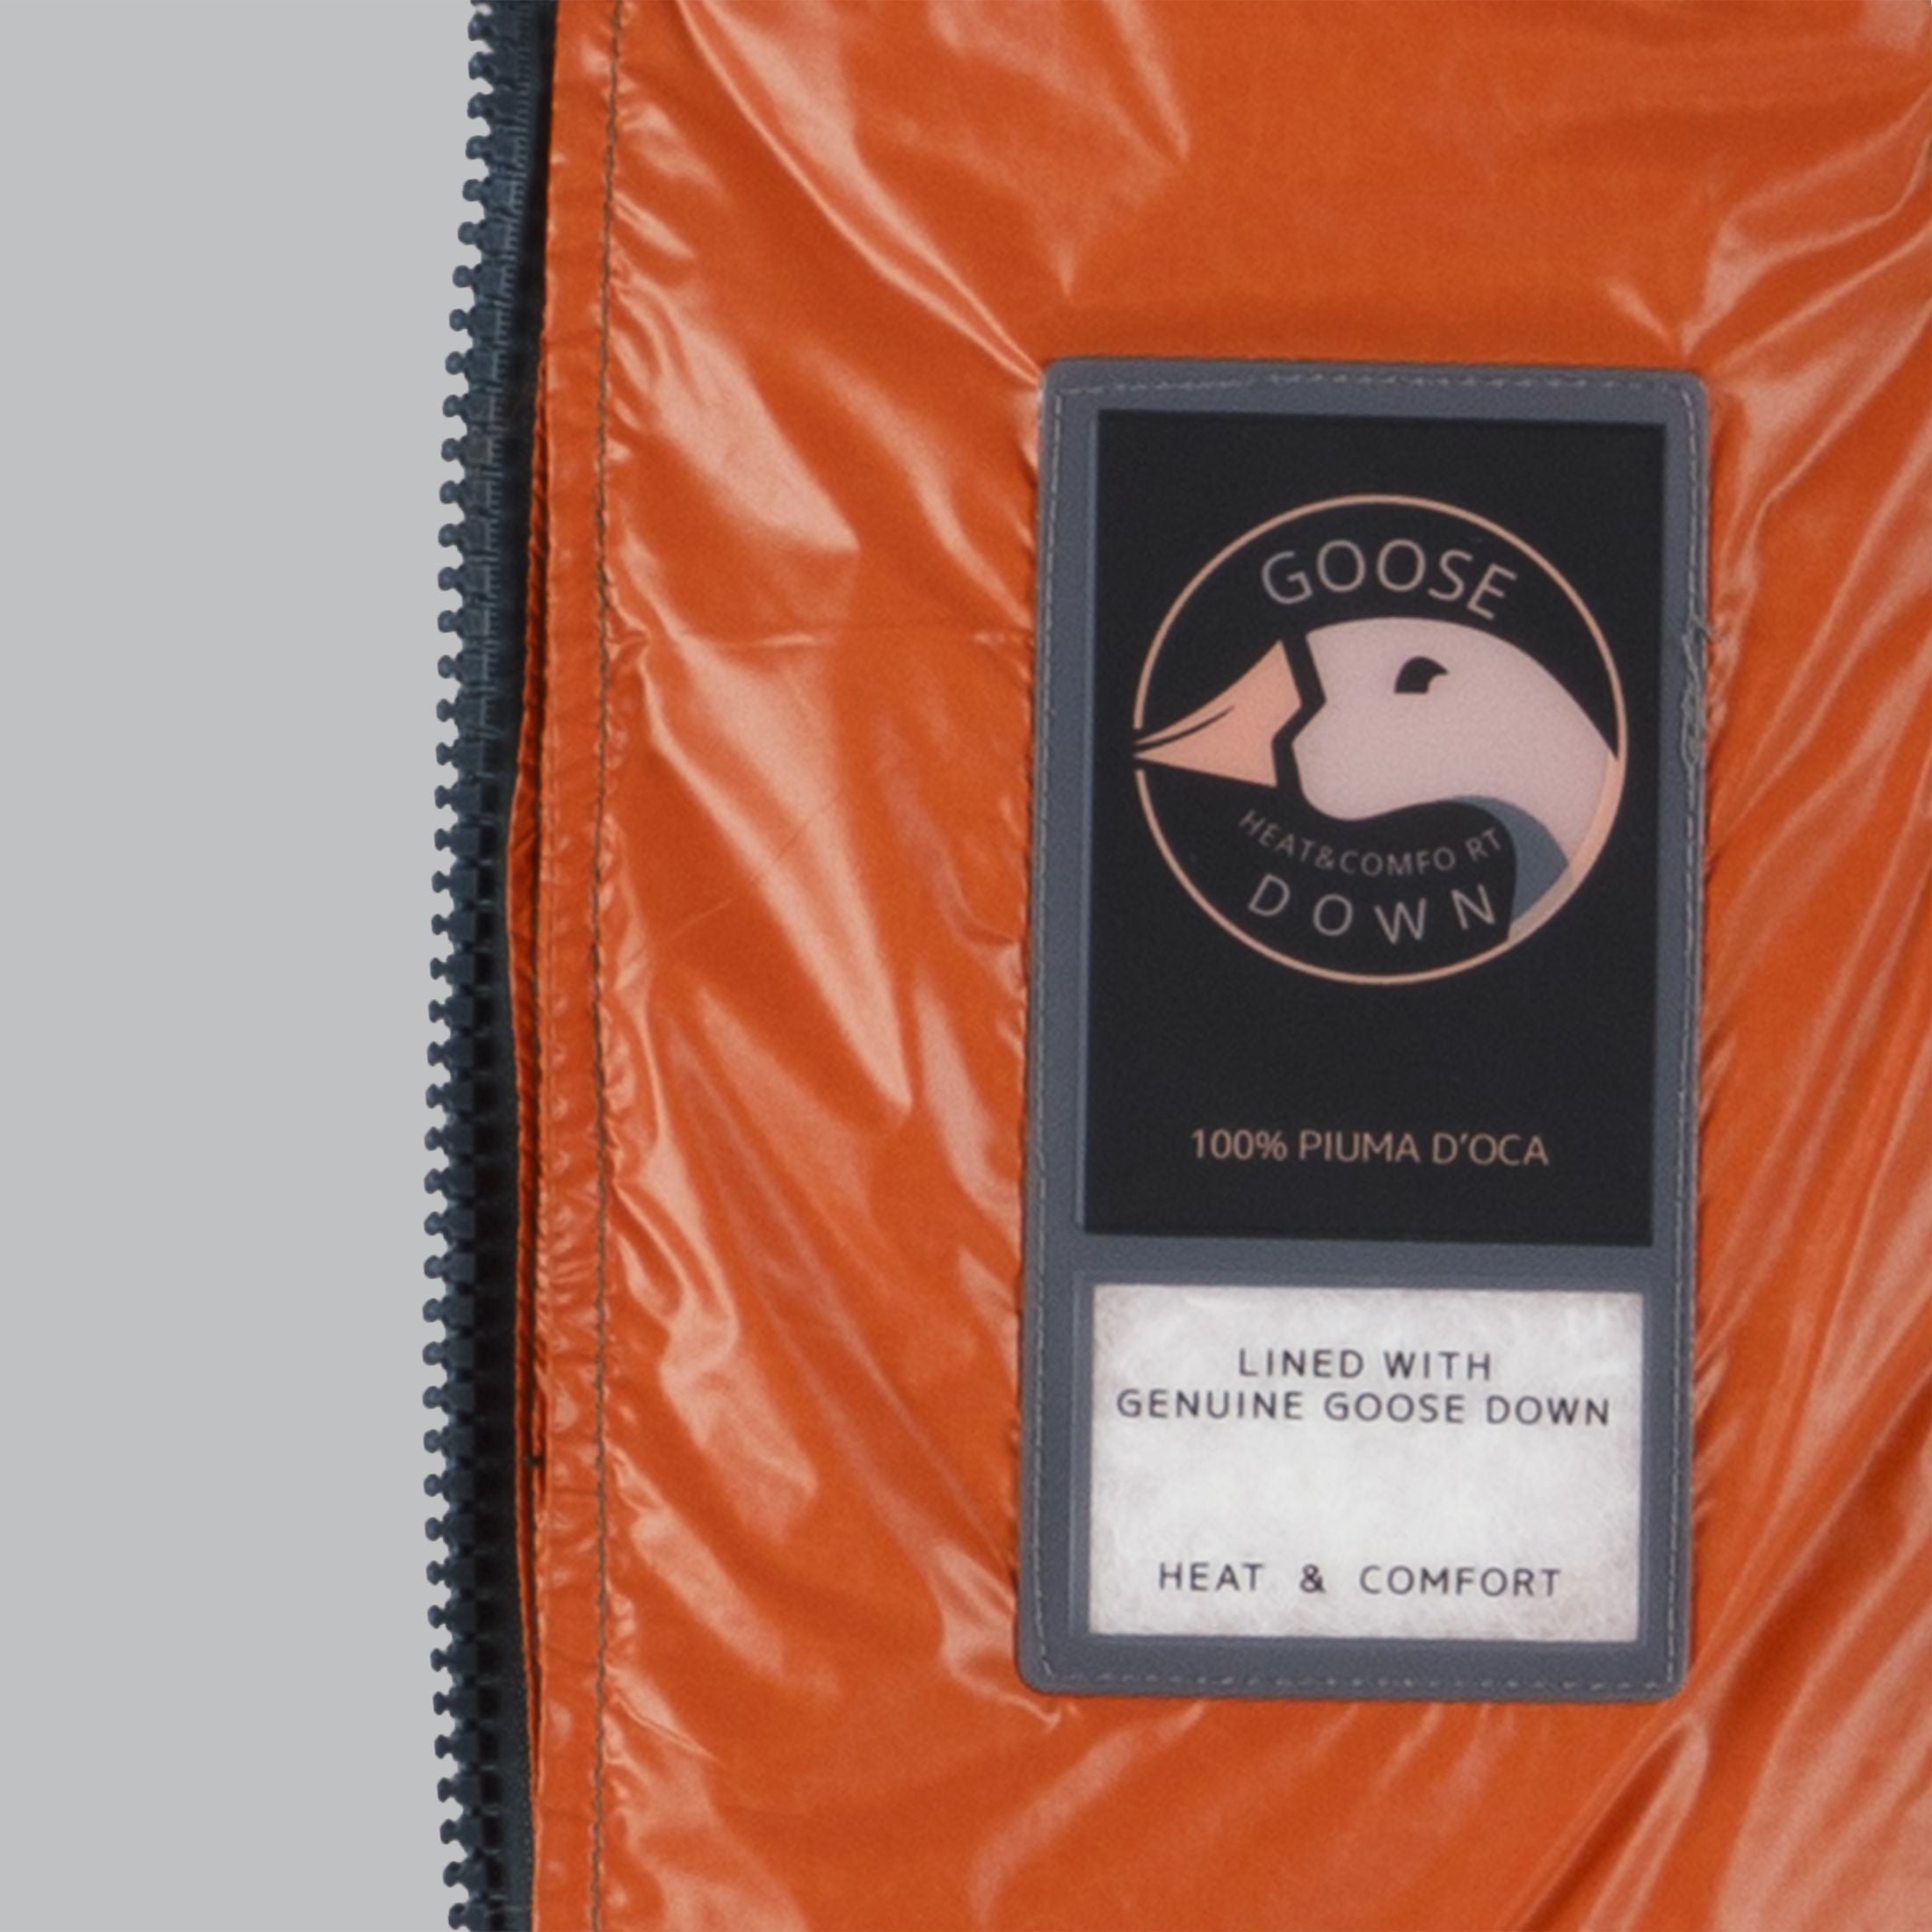 GOOSE
HEAT&COMFO RT
DOWN
100% PIUMA D'OCA
LINED WITH
GENUINE GOOSE DOWN
HEAT & COMFORT